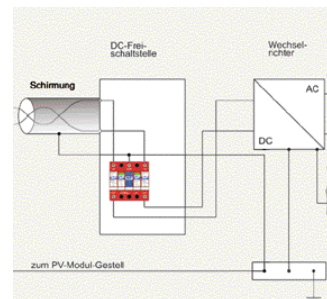 DC-Frei-
schaltstelle
Wechsel-
richter
Schirmung
AC
DC
zum PV-Modul-Gestell